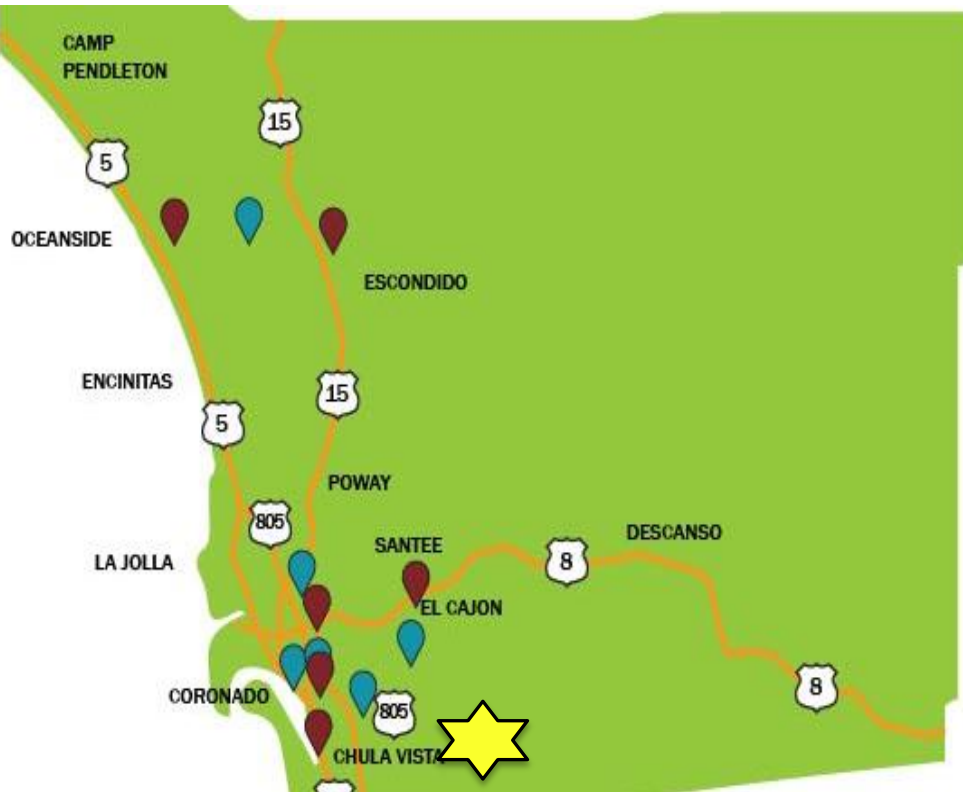 CAMP
PENDLETON
15
5
OCEANSIDE
ESCONDIDO
ENCINITAS
15
5
POWAY
805
DESCANSO
SANTEE
LA JOLLA
8
EL CAJON
8
CORONADO
805
CHULA VISTA